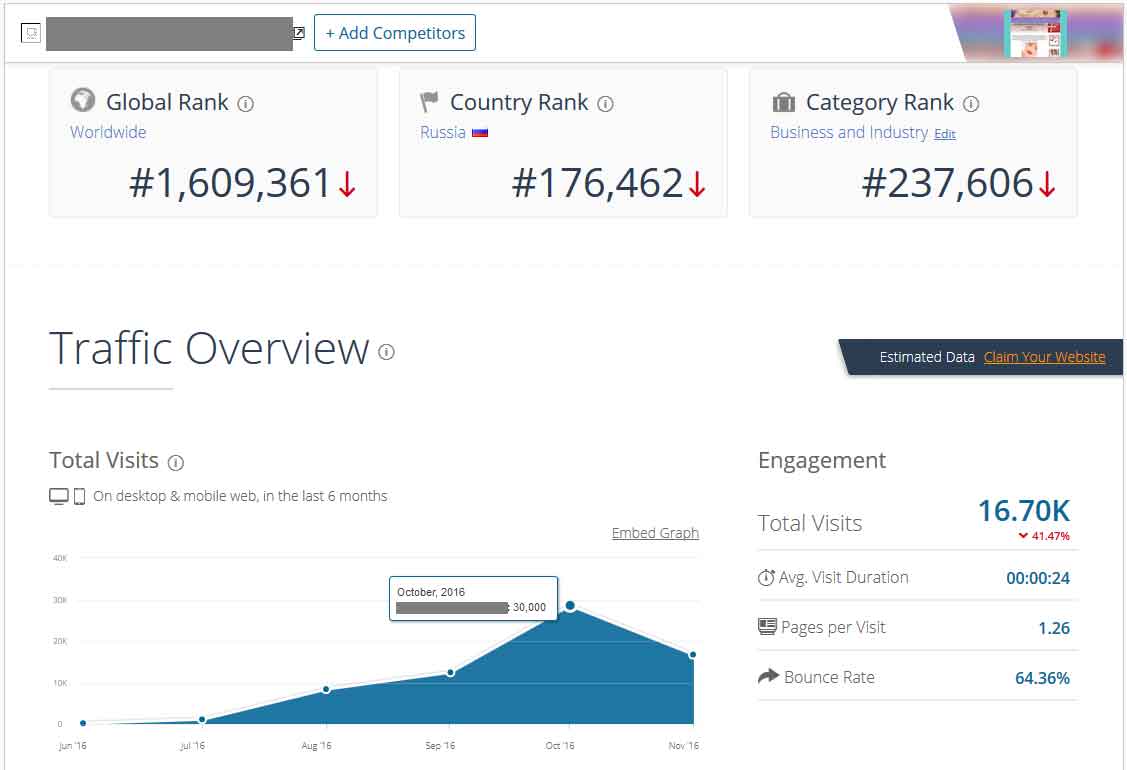 + Add Competitors
Global Rank
Worldwide
#1,609,361
Country Rank
Russia
#176,462
Category Rank
Business and Industry Edit
#237,606
Traffic Overview
Estimated Data Claim Your Website
Total Visits
On desktop & mobile web, in the last 6 months
Embed Graph
40K
30K
20K
10K
0
October, 2016
: 30,000
Jun '16
Jul '16
Aug '16
Sep '16
Oct '16
Nov '16
Engagement
Total Visits
16.70K
41.47%
Avg. Visit Duration
00:00:24
Pages per Visit
1.26
Bounce Rate
64.36%